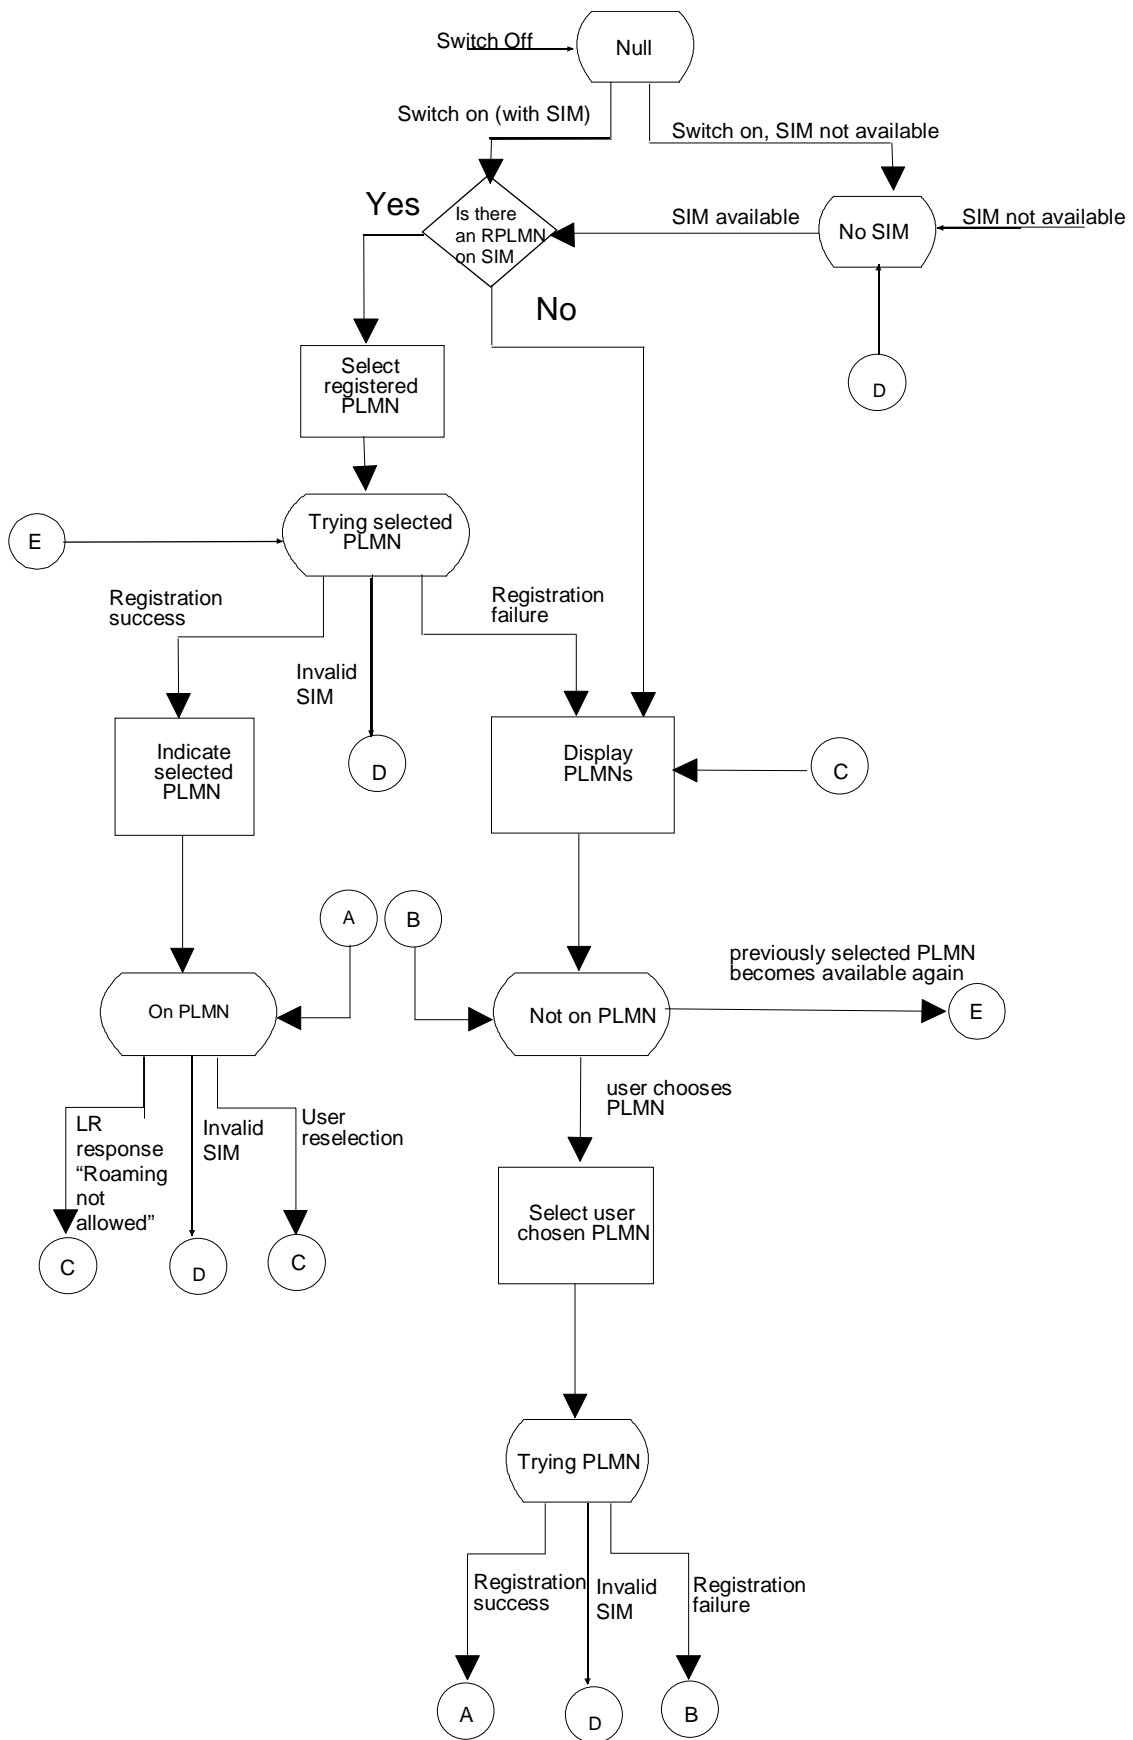 Switch Off
Null
Switch on (with SIM)
Switch on, SIM not available
Yes
Is there
an RPLMN
on SIM
SIM available
No SIM
SIM not available
No
Select
registered
PLMN
D
E
Trying selected
PLMN
Registration
success
Invalid
SIM
Registration
failure
Indicate
selected
PLMN
D
Display
PLMNs
C
A
B
On PLMN
Not on PLMN
previously selected PLMN
becomes available again
E
LR
response
“Roaming
not
allowed”
Invalid
SIM
User
reselection
user chooses
PLMN
C
D
C
Select user
chosen PLMN
Trying PLMN
Registration
success
Invalid
SIM
Registration
failure
A
D
B